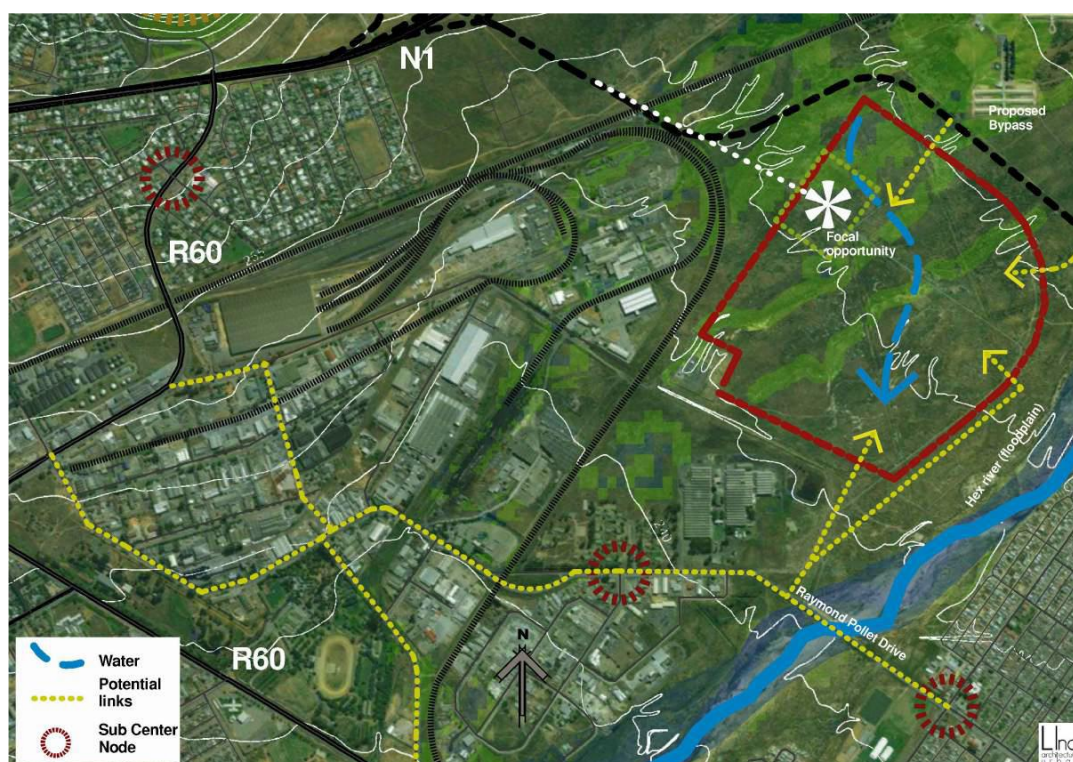 N1
Proposed
Bypass
R60
Focal
opportunity
Hex river (floodplain)
Raymond Pollet Drive
N
R60
Water
Potential
links
Sub Center
Node